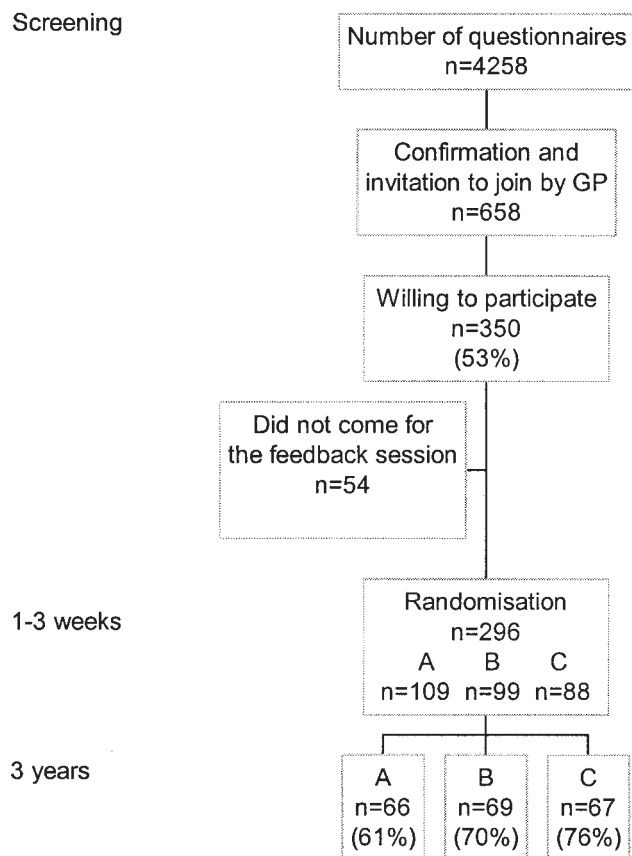 Screening
Number of questionnaires
n=4258
Confirmation and
invitation to join by GP
n=658
Willing to participate
n=350
(53%)
Did not come for
the feedback session
n=54
1-3 weeks
Randomisation
n=296
A B C
n=109 n=99 n=88
3 years
A B C
n=66 n=69 n=67
(61%) (70%) (76%)